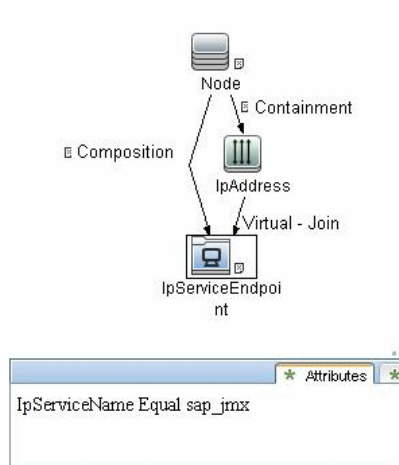 Node
Containment
Composition
IpAddress
Virtual - Join
IpServiceEndpoi
nt
Attributes
IpServiceName Equal sap_jmx